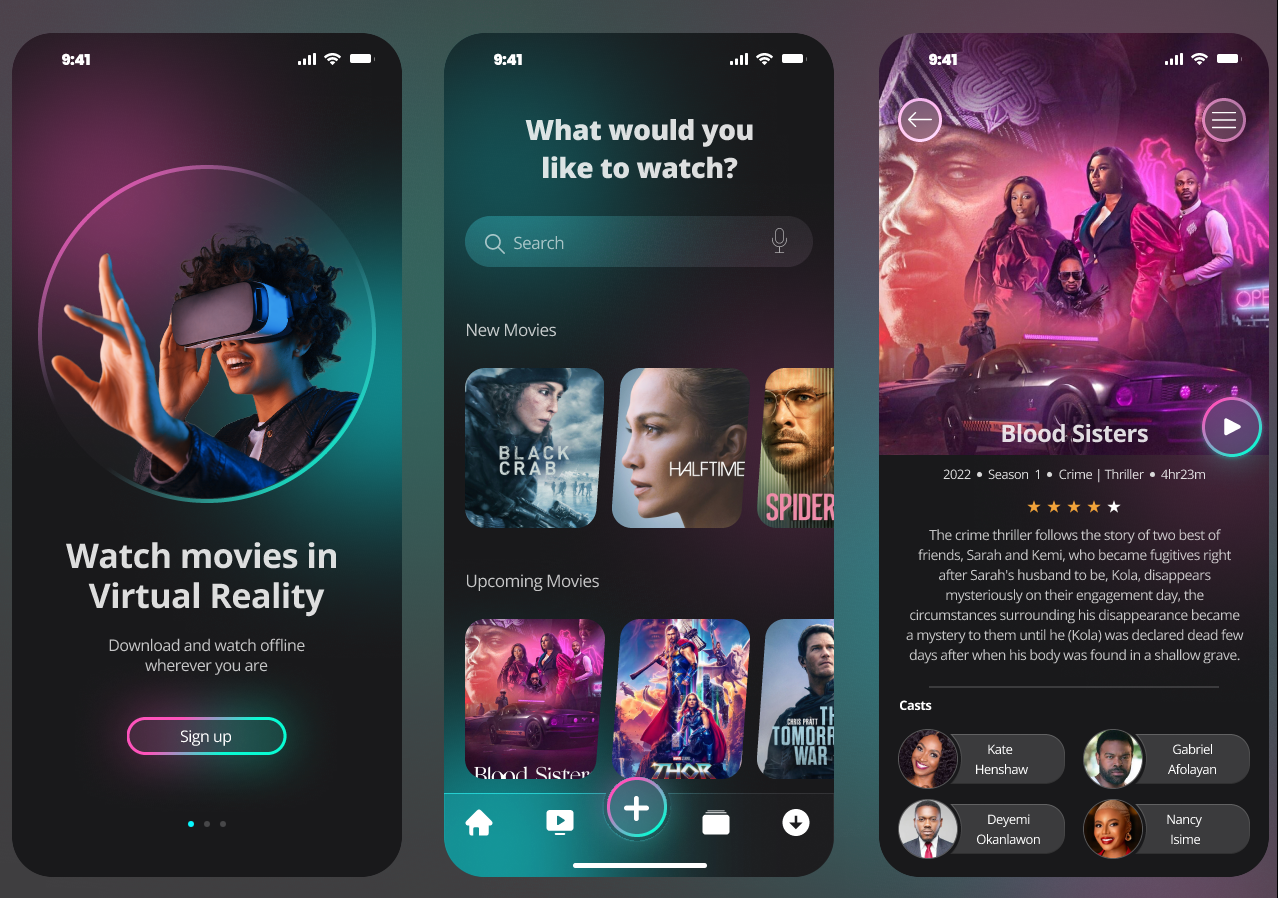 9:41
Watch movies in
Virtual Reality
Download and watch offline
wherever you are
Sign up
9:41
What would you
like to watch?
Search
New Movies
BLACK
CRAB
HALFTIME
SPIDER
Upcoming Movies
Blood Sister
THOR
CHRIS PRATT
TH
TOMORR
WAR
9:41
OPE
Blood Sisters
2022 • Season 1 • Crime | Thriller • 4hr23m
The crime thriller follows the story of two best of
friends, Sarah and Kemi, who became fugitives right
after Sarah's husband to be, Kola, disappears
mysteriously on their engagement day, the
circumstances surrounding his disappearance became
a mystery to them until he (Kola) was declared dead few
days after when his body was found in a shallow grave.
Casts
Kate
Henshaw
Gabriel
Afolayan
Deyemi
Okanlawon
Nancy
Isime